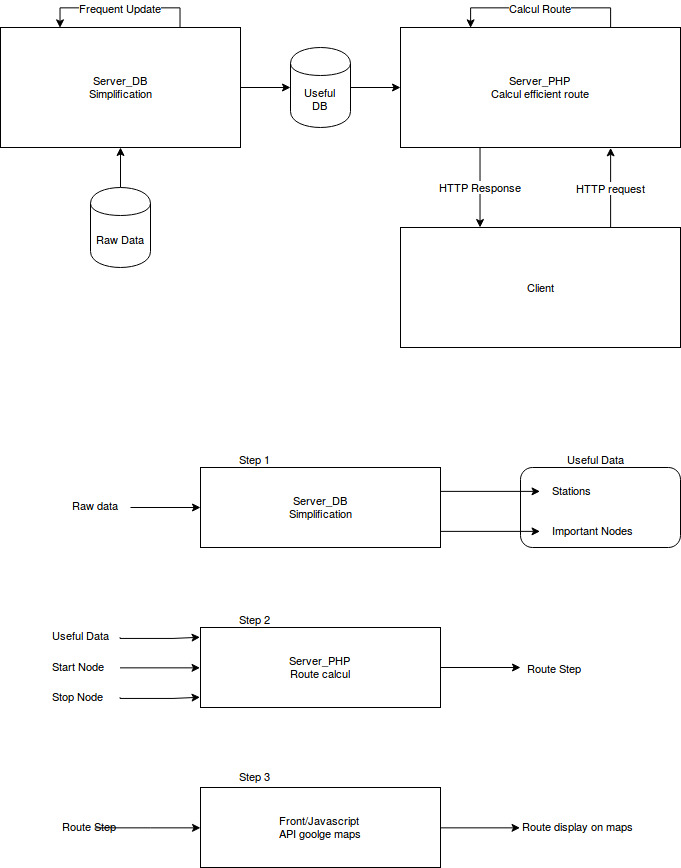 Frequent Update
Calcul Route
Server_DB
Simplification
Useful
DB
Server_PHP
Calcul efficient route
HTTP Response
HTTP request
Raw Data
Client
Step 1
Useful Data
Raw data
Server_DB
Simplification
Stations
Important Nodes
Step 2
Useful Data
Start Node
Stop Node
Server_PHP
Route calcul
Route Step
Step 3
Route Step
Front/Javascript
API goolge maps
Route display on maps